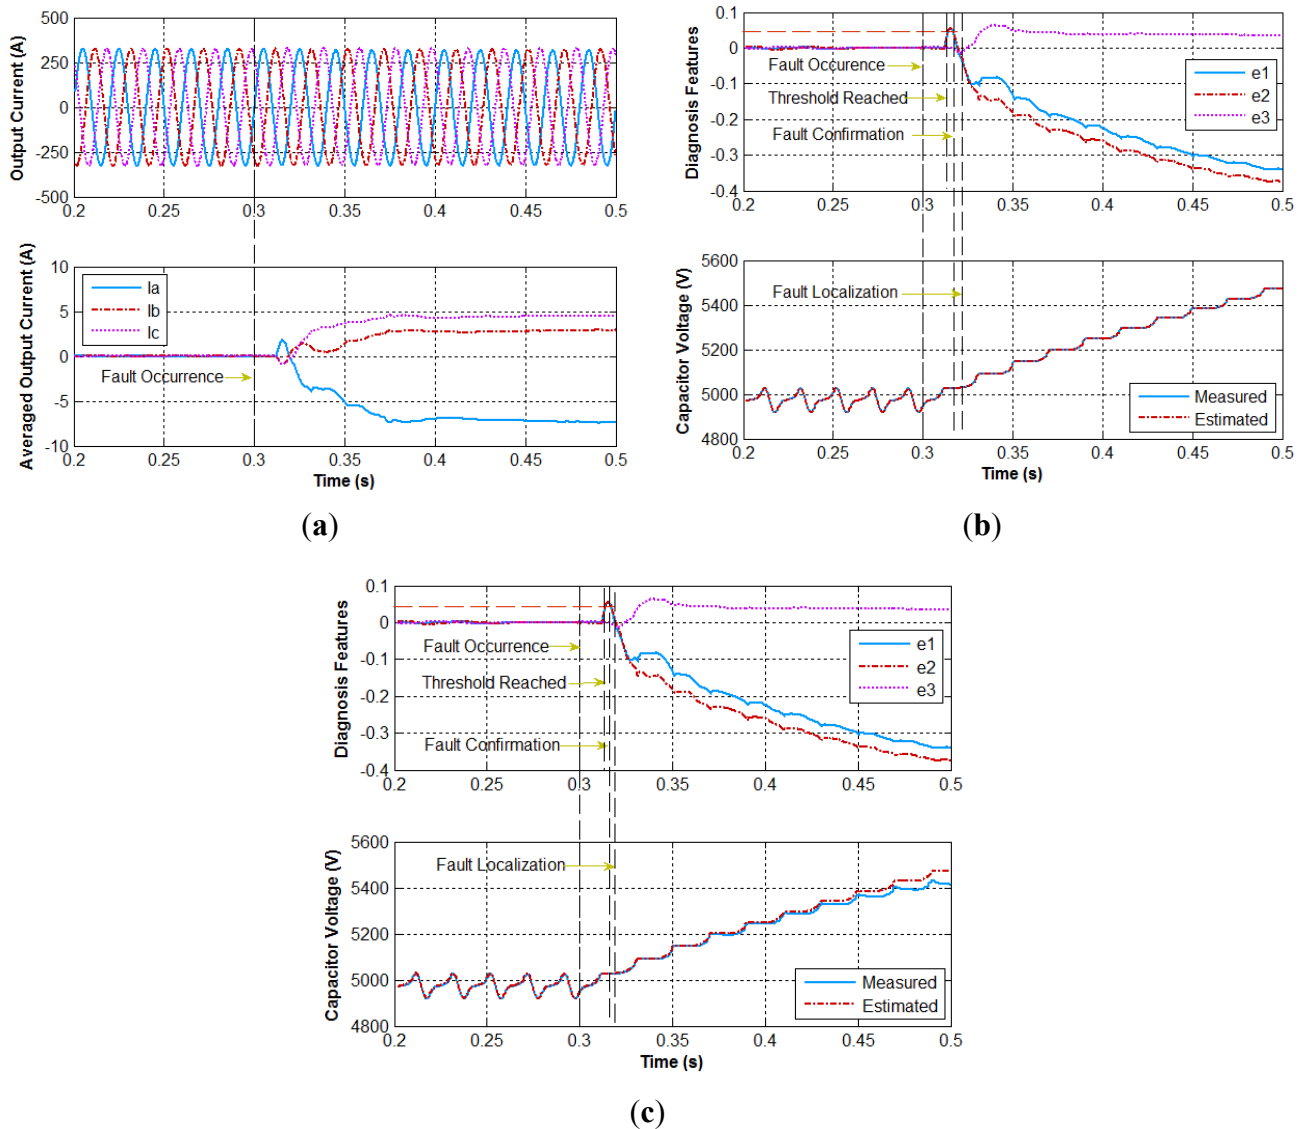 Output Current (A)
500
250
0
-250
-500
0.2
0.25
0.3
0.35
0.4
0.45
0.5
Averaged Output Current (A)
10
5
0
-5
-10
Ia
Ib
Ic
Fault Occurrence
0.2
0.25
0.3
0.35
0.4
0.45
0.5
Time (s)
(a)
Diagnosis Features
0.1
0
-0.1
-0.2
-0.3
-0.4
Fault Occurence
Threshold Reached
Fault Confirmation
e1
e2
e3
0.2
0.25
0.3
0.35
0.4
0.45
0.5
Capacitor Voltage (V)
5600
5400
5200
5000
4800
Fault Localization
Measured
Estimated
0.2
0.25
0.3
0.35
0.4
0.45
0.5
Time (s)
(b)
Diagnosis Features
0.1
0
-0.1
-0.2
-0.3
-0.4
Fault Occurrence
Threshold Reached
Fault Confirmation
e1
e2
e3
0.2
0.25
0.3
0.35
0.4
0.45
0.5
Capacitor Voltage (V)
5600
5400
5200
5000
4800
Fault Localization
Measured
Estimated
0.2
0.25
0.3
0.35
0.4
0.45
0.5
Time (s)
(c)